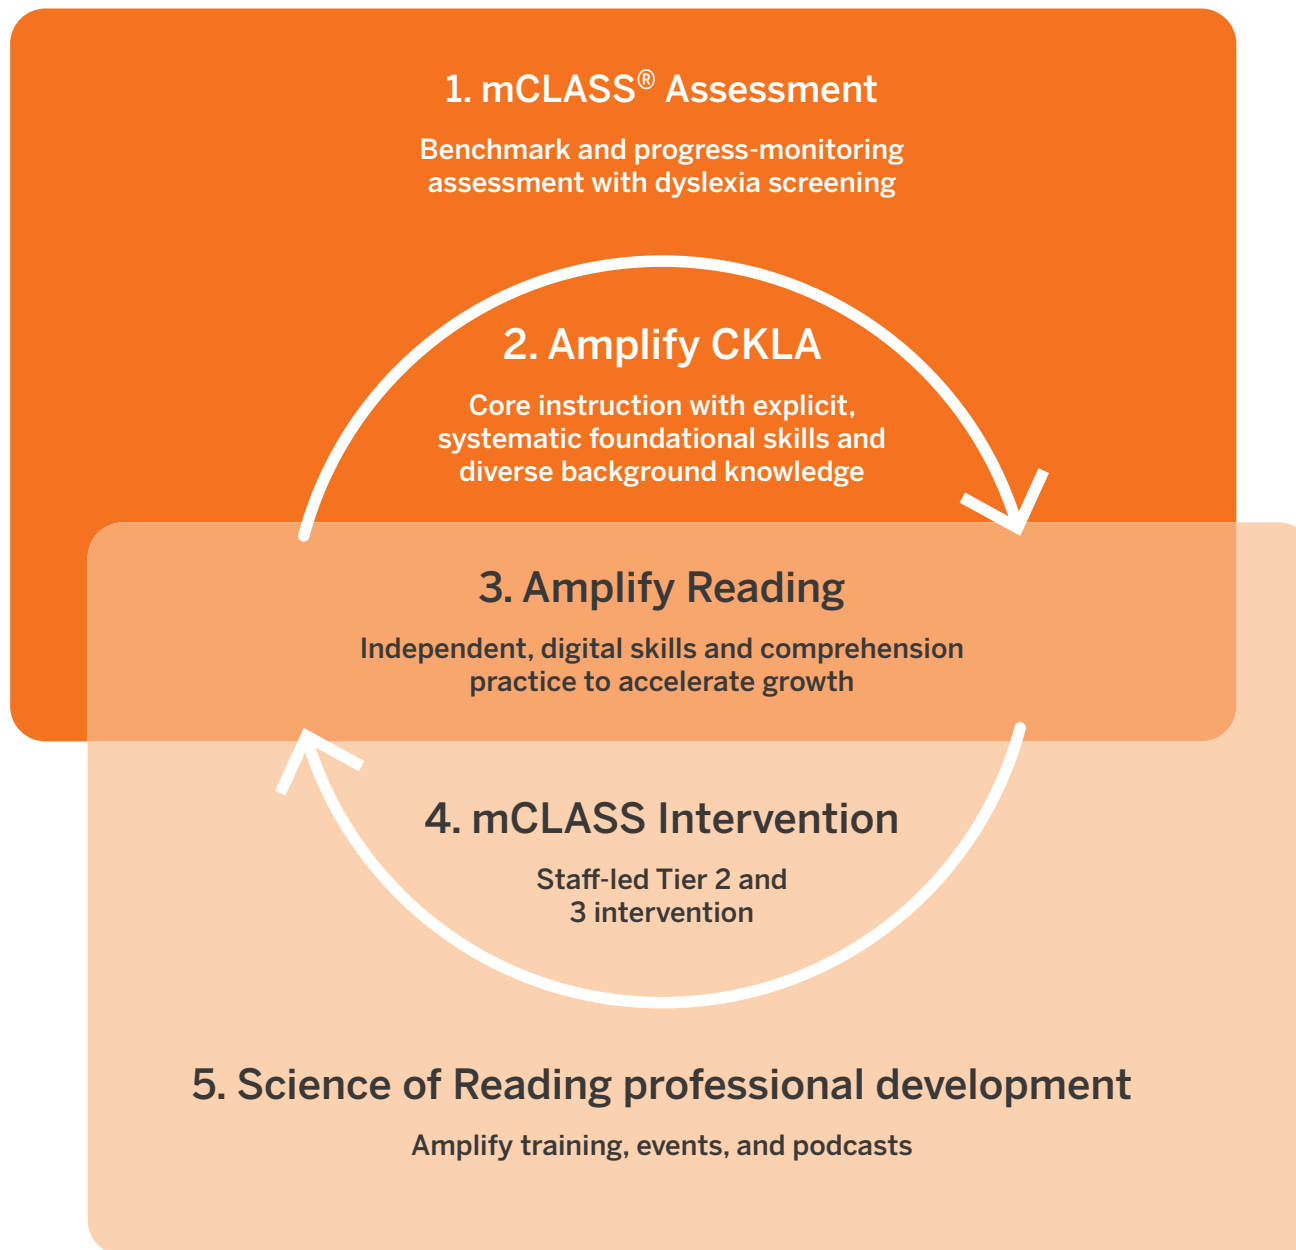 1. mCLASS® Assessment
Benchmark and progress-monitoring
assessment with dyslexia screening
2. Amplify CKLA
Core instruction with explicit,
systematic foundational skills and
diverse background knowledge
3. Amplify Reading
Independent, digital skills and comprehension
practice to accelerate growth
4. mCLASS Intervention
Staff-led Tier 2 and
3 intervention
5. Science of Reading professional development
Amplify training, events, and podcasts